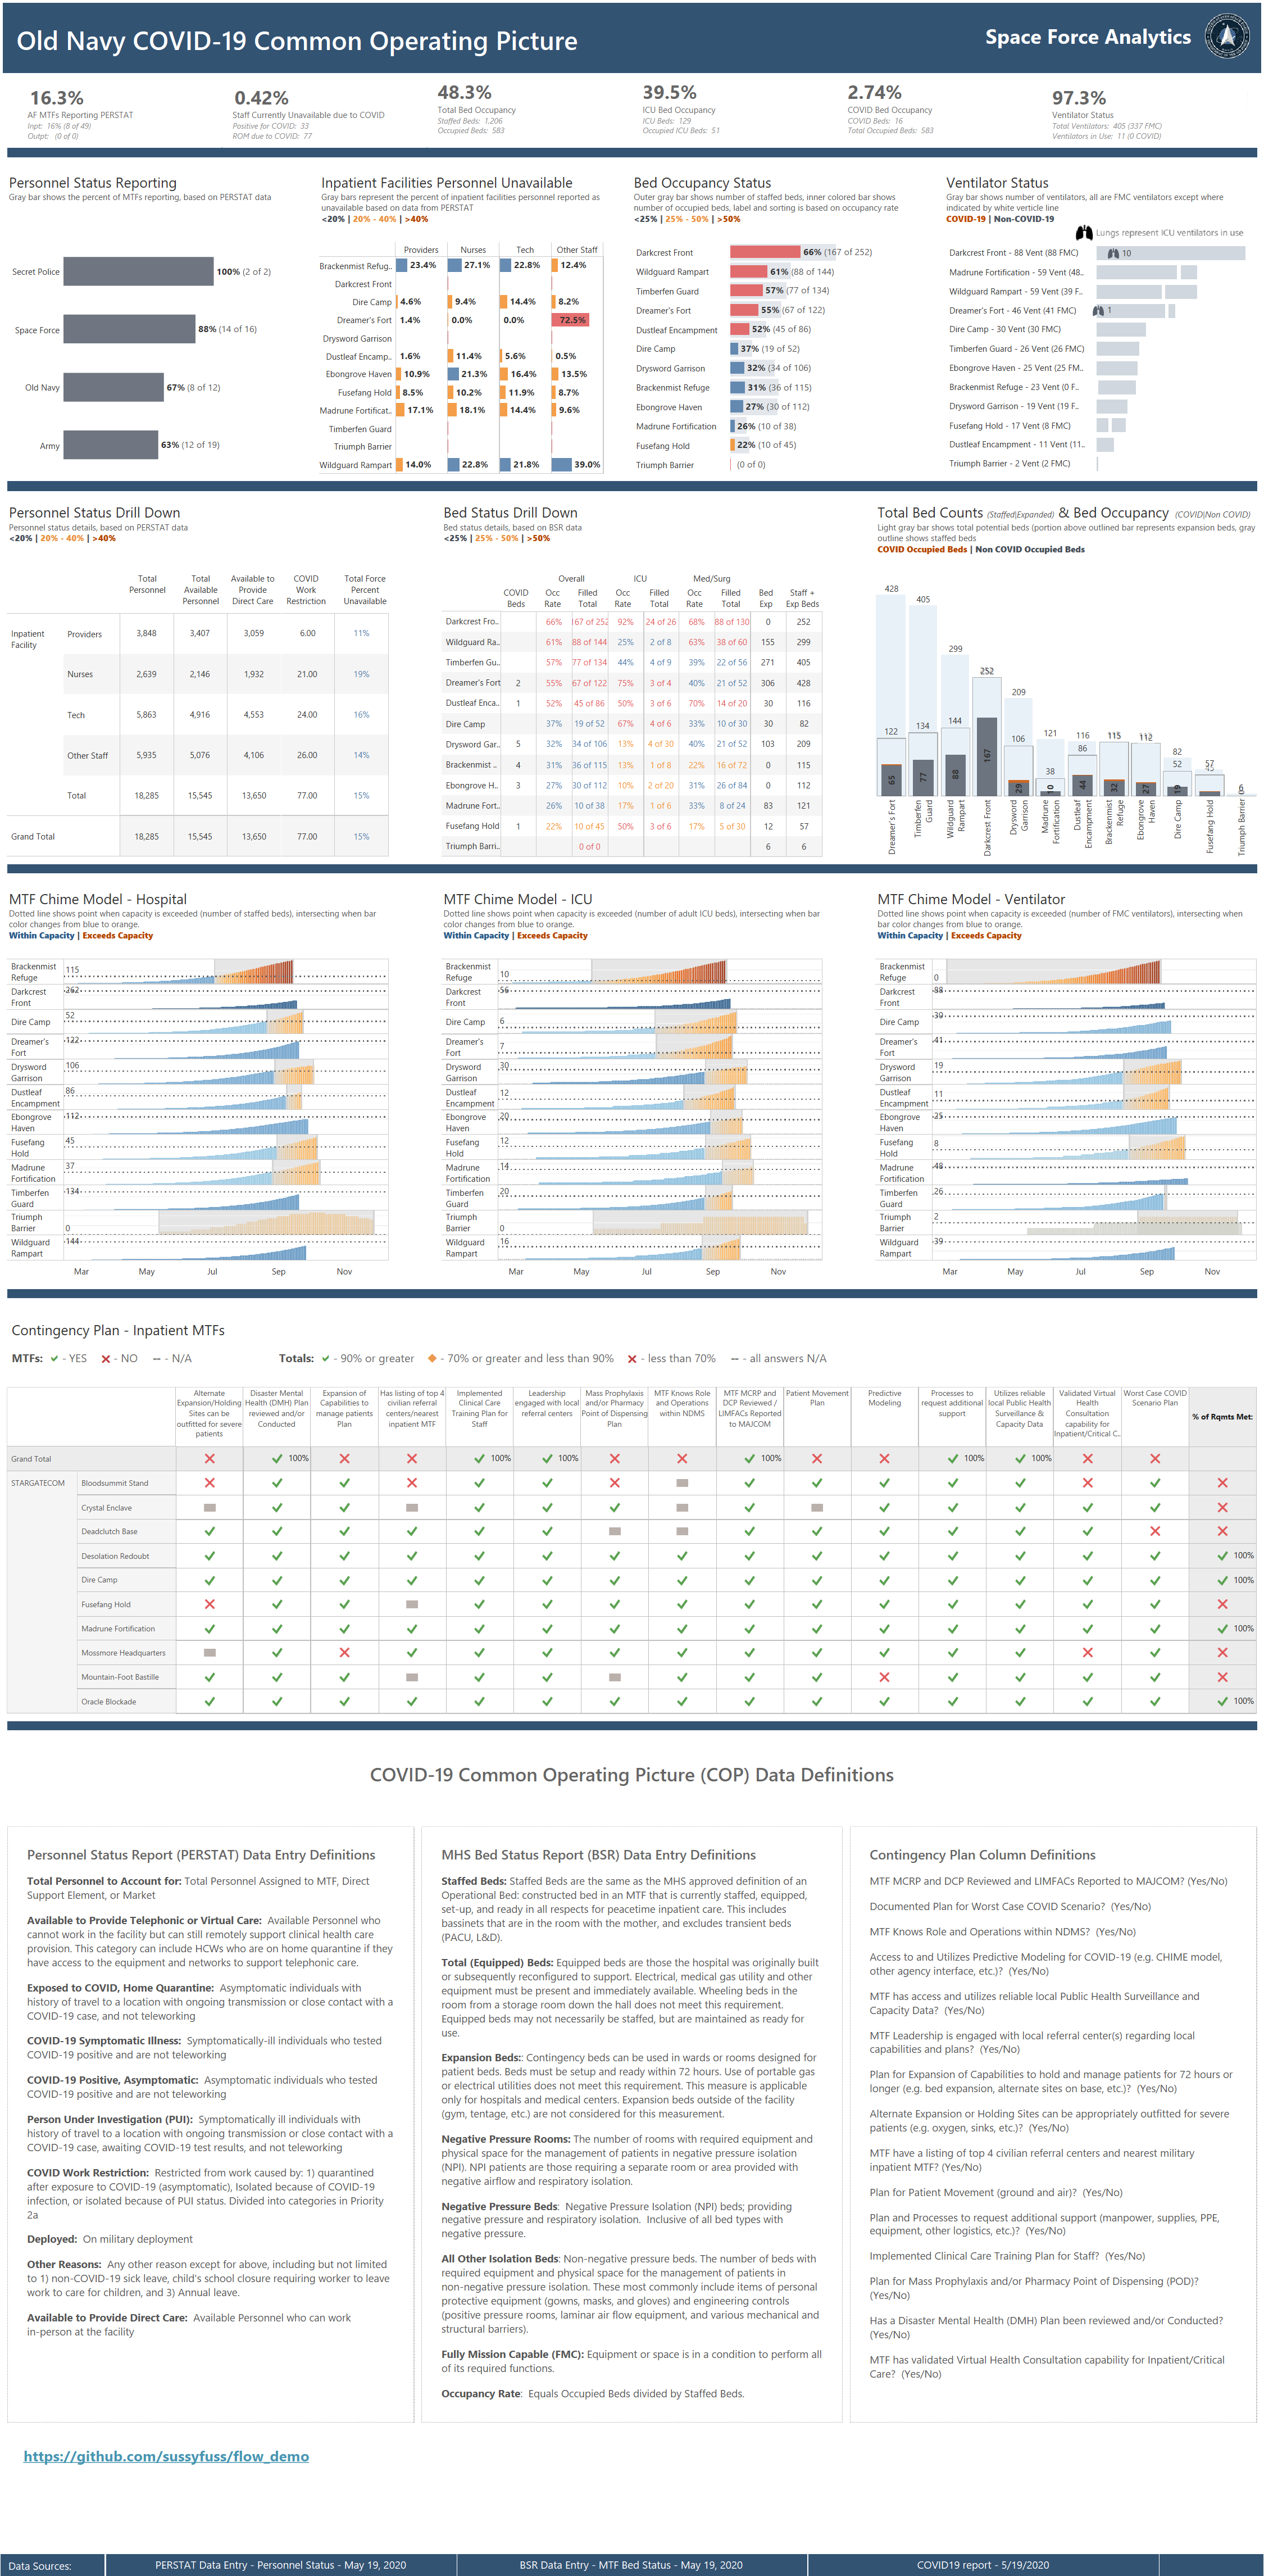 Old Navy COVID-19 Common Operating Picture
Space Force Analytics
16.3%
AF MTFs Reporting PERSTAT
Inpt: 16% (8 of 49)
Outpt: (0 of 0)
0.42%
Staff Currently Unavailable due to COVID
Positive for COVID: 33
ROM due to COVID: 77
48.3%
Total Bed Occupancy
Staffed Beds: 1,206
Occupied Beds: 583
39.5%
ICU Bed Occupancy
ICU Beds: 129
Occupied ICU Beds: 51
2.74%
COVID Bed Occupancy
COVID Beds: 16
Total Occupied Beds: 583
97.3%
Ventilator Status
Total Ventilators: 405 (337 FMC)
Ventilators in Use: 11 (0 COVID)
Personnel Status Reporting
Gray bar shows the percent of MTFs reporting, based on PERSTAT data
Secret Police 100% (2 of 2)
Space Force 88% (14 of 16)
Old Navy 67% (8 of 12)
Army 63% (12 of 19)
Inpatient Facilities Personnel Unavailable
Gray bars represent the percent of inpatient facilities personnel reported as
unavailable based on data from PERSTAT
<20% | 20% - 40% | >40%
Providers Nurses Tech Other Staff
Brackenmist Refug.. 23.4% 27.1% 22.8% 12.4%
Darkcrest Front
Dire Camp 4.6% 9.4% 14.4% 8.2%
Dreamer's Fort 1.4% 0.0% 0.0% 72.5%
Drysword Garrison
Dustleaf Encamp.. 1.6% 11.4% 5.6% 0.5%
Ebongrove Haven 10.9% 21.3% 16.4% 13.5%
Fusefang Hold 8.5% 10.2% 11.9% 8.7%
Madrune Fortificat.. 17.1% 18.1% 14.4% 9.6%
Timberfen Guard
Triumph Barrier
Wildguard Rampart 14.0% 22.8% 21.8% 39.0%
Bed Occupancy Status
Outer gray bar shows number of staffed beds, inner colored bar shows
number of occupied beds, label and sorting is based on occupancy rate
<25% | 25% - 50% | >50%
Darkcrest Front 66% (167 of 252)
Wildguard Rampart 61% (88 of 144)
Timberfen Guard 57% (77 of 134)
Dreamer's Fort 55% (67 of 122)
Dustleaf Encampment 52% (45 of 86)
Dire Camp 37% (19 of 52)
Drysword Garrison 32% (34 of 106)
Brackenmist Refuge 31% (36 of 115)
Ebongrove Haven 27% (30 of 112)
Madrune Fortification 26% (10 of 38)
Fusefang Hold 22% (10 of 45)
Triumph Barrier (0 of 0)
Ventilator Status
Gray bar shows number of ventilators, all are FMC ventilators except where
indicated by white verticle line
COVID-19 | Non-COVID-19
Lungs represent ICU ventilators in use
Darkcrest Front - 88 Vent (88 FMC) 10
Madrune Fortification - 59 Vent (48..
Wildguard Rampart - 59 Vent (39 F..
Dreamer's Fort - 46 Vent (41 FMC) 1
Dire Camp - 30 Vent (30 FMC)
Timberfen Guard - 26 Vent (26 FMC)
Ebongrove Haven - 25 Vent (25 FM..
Brackenmist Refuge - 23 Vent (0 F..
Drysword Garrison - 19 Vent (19 F..
Fusefang Hold - 17 Vent (8 FMC)
Dustleaf Encampment - 11 Vent (11..
Triumph Barrier - 2 Vent (2 FMC)
Personnel Status Drill Down
Personnel status details, based on PERSTAT data
<20% | 20% - 40% | >40%
Total Total Available to COVID Total Force
Personnel Available Provide Work Percent
Personnel Direct Care Restriction Unavailable
Inpatient Providers 3,848 3,407 3,059 6.00 11%
Facility
Nurses 2,639 2,146 1,932 21.00 19%
Tech 5,863 4,916 4,553 24.00 16%
Other Staff 5,935 5,076 4,106 26.00 14%
Total 18,285 15,545 13,650 77.00 15%
Grand Total 18,285 15,545 13,650 77.00 15%
Bed Status Drill Down
Bed status details, based on BSR data
<25% | 25% - 50% | >50%
Overall ICU Med/Surg
COVID Occ Filled Occ Filled Occ Filled Bed Staff +
Beds Rate Total Rate Total Rate Total Exp Exp Beds
Darkcrest Fro.. 66% 167 of 252 92% 24 of 26 68% 88 of 130 0 252
Wildguard Ra.. 61% 88 of 144 25% 2 of 8 63% 38 of 60 155 299
Timberfen Gu.. 57% 77 of 134 44% 4 of 9 39% 22 of 56 271 405
Dreamer's Fort 2 55% 67 of 122 75% 3 of 4 40% 21 of 52 306 428
Dustleaf Enca.. 1 52% 45 of 86 50% 3 of 6 70% 14 of 20 30 116
Dire Camp 37% 19 of 52 67% 4 of 6 33% 10 of 30 30 82
Drysword Gar.. 5 32% 34 of 106 13% 4 of 30 40% 21 of 52 103 209
Brackenmist .. 4 31% 36 of 115 13% 1 of 8 22% 16 of 72 0 115
Ebongrove H.. 3 27% 30 of 112 10% 2 of 20 31% 26 of 84 0 112
Madrune Fort.. 26% 10 of 38 17% 1 of 6 33% 8 of 24 83 121
Fusefang Hold 1 22% 10 of 45 50% 3 of 6 17% 5 of 30 12 57
Triumph Barri.. 0 of 0 6 6
Total Bed Counts (Staffed|Expanded) & Bed Occupancy (COVID|Non COVID)
Light gray bar shows total potential beds (portion above outlined bar represents expansion beds, gray
outline shows staffed beds
COVID Occupied Beds | Non COVID Occupied Beds
428 405 299 252 209 121 116 115 112 82 57 6
122 134 144 106 38 86 52
65 77 88 167 29 10 44 32 27 19
Dreamer's Fort
Timberfen Guard
Wildguard Rampart
Darkcrest Front
Drysword Garrison
Madrune Fortification
Dustleaf Encampment
Brackenmist Refuge
Ebongrove Haven
Dire Camp
Fusefang Hold
Triumph Barrier
MTF Chime Model - Hospital
Dotted line shows point when capacity is exceeded (number of staffed beds), intersecting when bar
color changes from blue to orange.
Within Capacity | Exceeds Capacity
Brackenmist Refuge 115
Darkcrest Front 262
Dire Camp 52
Dreamer's Fort 122
Drysword Garrison 106
Dustleaf Encampment 86
Ebongrove Haven 112
Fusefang Hold 45
Madrune Fortification 37
Timberfen Guard 134
Triumph Barrier 0
Wildguard Rampart 144
Mar May Jul Sep Nov
MTF Chime Model - ICU
Dotted line shows point when capacity is exceeded (number of adult ICU beds), intersecting when bar
color changes from blue to orange.
Within Capacity | Exceeds Capacity
Brackenmist Refuge 10
Darkcrest Front 56
Dire Camp 6
Dreamer's Fort 7
Drysword Garrison 30
Dustleaf Encampment 12
Ebongrove Haven 20
Fusefang Hold 12
Madrune Fortification 14
Timberfen Guard 20
Triumph Barrier 0
Wildguard Rampart 16
Mar May Jul Sep Nov
MTF Chime Model - Ventilator
Dotted line shows point when capacity is exceeded (number of FMC ventilators), intersecting when
bar color changes from blue to orange.
Within Capacity | Exceeds Capacity
Brackenmist Refuge 0
Darkcrest Front 88
Dire Camp 39
Dreamer's Fort 41
Drysword Garrison 19
Dustleaf Encampment 11
Ebongrove Haven 25
Fusefang Hold 8
Madrune Fortification 48
Timberfen Guard 26
Triumph Barrier 2
Wildguard Rampart 39
Mar May Jul Sep Nov
Contingency Plan - Inpatient MTFs
MTFs: - YES - NO - N/A Totals: - 90% or greater - 70% or greater and less than 90% - less than 70% - all answers N/A
Alternate Expansion/Holding Sites can be outfitted for severe patients
Disaster Mental Health (DMH) Plan reviewed and/or Conducted
Expansion of Capabilities to manage patients Plan
Has listing of top 4 civilian referral centers/nearest inpatient MTF
Implemented Clinical Care Training Plan for Staff
Leadership engaged with local referral centers
Mass Prophylaxis and/or Pharmacy Point of Dispensing Plan
MTF Knows Role and Operations within NDMS
MTF MCRP and DCP Reviewed / LIMFACs Reported to MAJCOM
Patient Movement Plan
Predictive Modeling
Processes to request additional support
Utilizes reliable local Public Health Surveillance & Capacity Data
Validated Virtual Health Consultation capability for Inpatient/Critical C..
Worst Case COVID Scenario Plan
% of Rqmts Met:
Grand Total 100% 100% 100% 100% 100% 100%
STARGATECOM Bloodsummit Stand
Crystal Enclave
Deadclutch Base
Desolation Redoubt 100%
Dire Camp 100%
Fusefang Hold
Madrune Fortification 100%
Mossmore Headquarters
Mountain-Foot Bastille
Oracle Blockade 100%
COVID-19 Common Operating Picture (COP) Data Definitions
Personnel Status Report (PERSTAT) Data Entry Definitions
Total Personnel to Account for: Total Personnel Assigned to MTF, Direct
Support Element, or Market
Available to Provide Telephonic or Virtual Care: Available Personnel who
cannot work in the facility but can still remotely support clinical health care
provision. This category can include HCWs who are on home quarantine if they
have access to the equipment and networks to support telephonic care.
Exposed to COVID, Home Quarantine: Asymptomatic individuals with
history of travel to a location with ongoing transmission or close contact with a
COVID-19 case, and not teleworking
COVID-19 Symptomatic Illness: Symptomatically-ill individuals who tested
COVID-19 positive and are not teleworking
COVID-19 Positive, Asymptomatic: Asymptomatic individuals who tested
COVID-19 positive and are not teleworking
Person Under Investigation (PUI): Symptomatically ill individuals with
history of travel to a location with ongoing transmission or close contact with a
COVID-19 case, awaiting COVID-19 test results, and not teleworking
COVID Work Restriction: Restricted from work caused by: 1) quarantined
after exposure to COVID-19 (asymptomatic), Isolated because of COVID-19
infection, or isolated because of PUI status. Divided into categories in Priority
2a
Deployed: On military deployment
Other Reasons: Any other reason except for above, including but not limited
to 1) non-COVID-19 sick leave, child's school closure requiring worker to leave
work to care for children, and 3) Annual leave.
Available to Provide Direct Care: Available Personnel who can work
in-person at the facility
MHS Bed Status Report (BSR) Data Entry Definitions
Staffed Beds: Staffed Beds are the same as the MHS approved definition of an
Operational Bed: constructed bed in an MTF that is currently staffed, equipped,
set-up, and ready in all respects for peacetime inpatient care. This includes
bassinets that are in the room with the mother, and excludes transient beds
(PACU, L&D).
Total (Equipped) Beds: Equipped beds are those the hospital was originally built
or subsequently reconfigured to support. Electrical, medical gas utility and other
equipment must be present and immediately available. Wheeling beds in the
room from a storage room down the hall does not meet this requirement.
Equipped beds may not necessarily be staffed, but are maintained as ready for
use.
Expansion Beds:: Contingency beds can be used in wards or rooms designed for
patient beds. Beds must be setup and ready within 72 hours. Use of portable gas
or electrical utilities does not meet this requirement. This measure is applicable
only for hospitals and medical centers. Expansion beds outside of the facility
(gym, tentage, etc.) are not considered for this measurement.
Negative Pressure Rooms: The number of rooms with required equipment and
physical space for the management of patients in negative pressure isolation
(NPI). NPI patients are those requiring a separate room or area provided with
negative airflow and respiratory isolation.
Negative Pressure Beds: Negative Pressure Isolation (NPI) beds; providing
negative pressure and respiratory isolation. Inclusive of all bed types with
negative pressure.
All Other Isolation Beds: Non-negative pressure beds. The number of beds with
required equipment and physical space for the management of patients in
non-negative pressure isolation. These most commonly include items of personal
protective equipment (gowns, masks, and gloves) and engineering controls
(positive pressure rooms, laminar air flow equipment, and various mechanical and
structural barriers).
Fully Mission Capable (FMC): Equipment or space is in a condition to perform all
of its required functions.
Occupancy Rate: Equals Occupied Beds divided by Staffed Beds.
Contingency Plan Column Definitions
MTF MCRP and DCP Reviewed and LIMFACs Reported to MAJCOM? (Yes/No)
Documented Plan for Worst Case COVID Scenario? (Yes/No)
MTF Knows Role and Operations within NDMS? (Yes/No)
Access to and Utilizes Predictive Modeling for COVID-19 (e.g. CHIME model,
other agency interface, etc.)? (Yes/No)
MTF has access and utilizes reliable local Public Health Surveillance and
Capacity Data? (Yes/No)
MTF Leadership is engaged with local referral center(s) regarding local
capabilities and plans? (Yes/No)
Plan for Expansion of Capabilities to hold and manage patients for 72 hours or
longer (e.g. bed expansion, alternate sites on base, etc.)? (Yes/No)
Alternate Expansion or Holding Sites can be appropriately outfitted for severe
patients (e.g. oxygen, sinks, etc.)? (Yes/No)
MTF have a listing of top 4 civilian referral centers and nearest military
inpatient MTF? (Yes/No)
Plan for Patient Movement (ground and air)? (Yes/No)
Plan and Processes to request additional support (manpower, supplies, PPE,
equipment, other logistics, etc.)? (Yes/No)
Implemented Clinical Care Training Plan for Staff? (Yes/No)
Plan for Mass Prophylaxis and/or Pharmacy Point of Dispensing (POD)?
(Yes/No)
Has a Disaster Mental Health (DMH) Plan been reviewed and/or Conducted?
(Yes/No)
MTF has validated Virtual Health Consultation capability for Inpatient/Critical
Care? (Yes/No)
https://github.com/sussyfuss/flow_demo
Data Sources: PERSTAT Data Entry - Personnel Status - May 19, 2020 BSR Data Entry - MTF Bed Status - May 19, 2020 COVID19 report - 5/19/2020